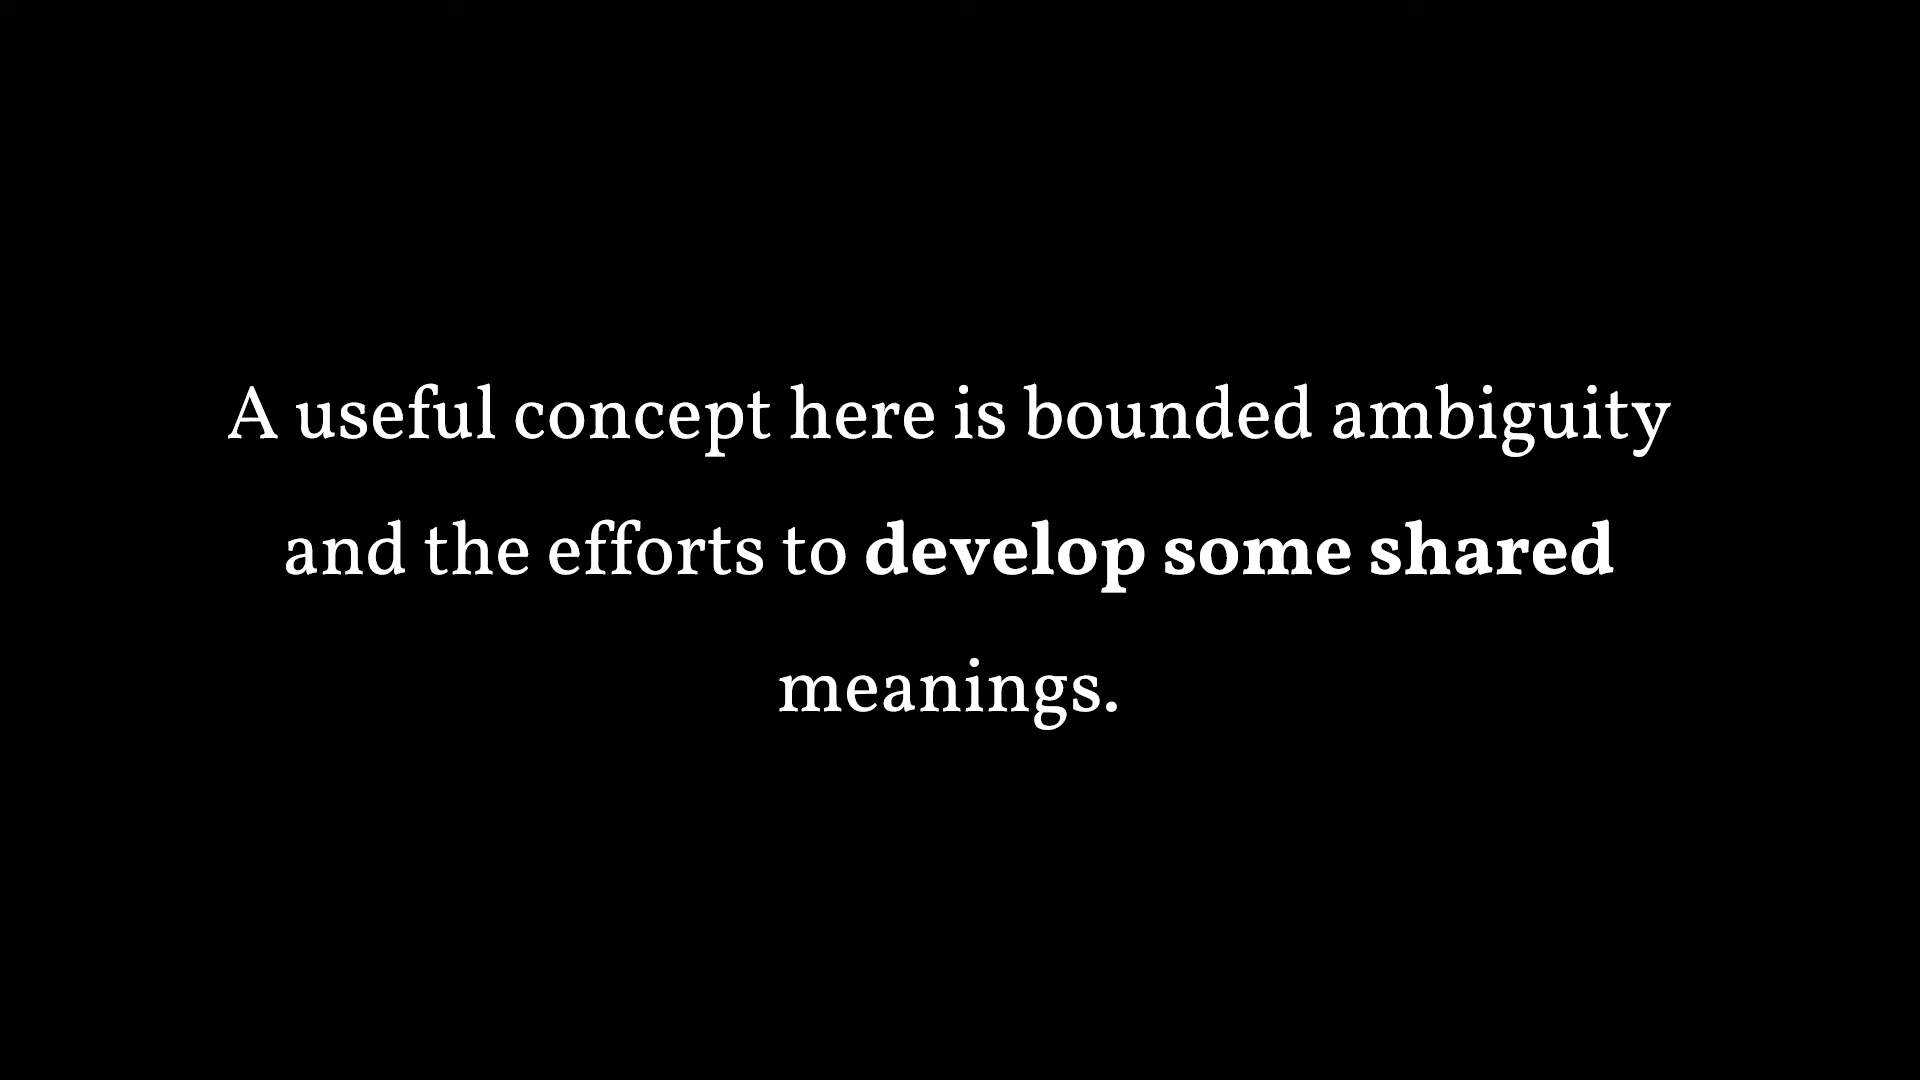 A useful concept here is bounded ambiguity
and the efforts to develop some shared
meanings.